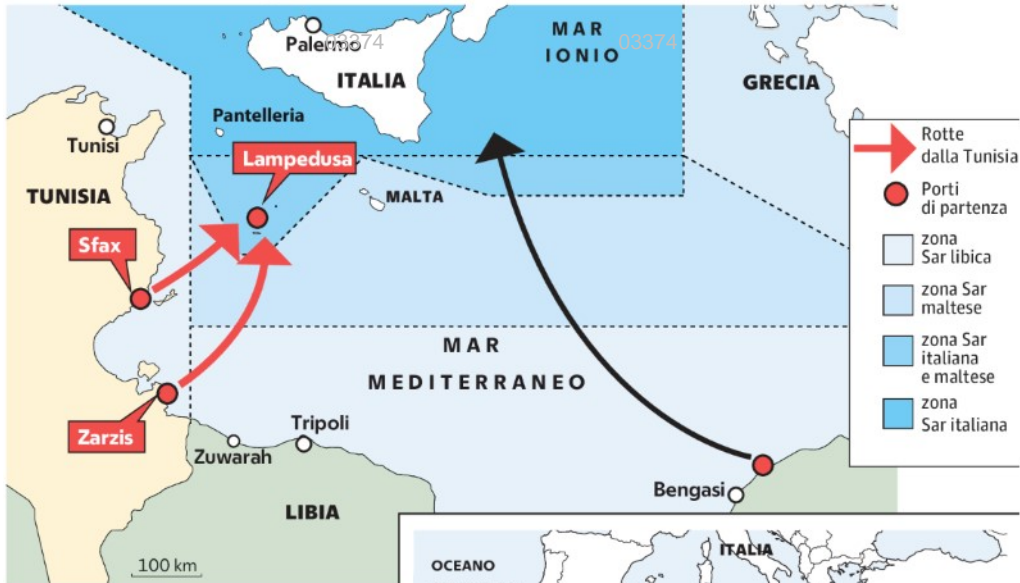 MAR
IONIO
Palermo
03374
03374
ITALIA
GRECIA
Pantelleria
Tunisi
Lampedusa
TUNISIA
MALTA
Sfax
MAR
MEDITERRANEO
Zarzis
Tripoli
Zuwarah
Bengasi
LIBIA
100 km
Rotte
dalla Tunisia
Porti
di partenza
zona
Sar libica
zona Sar
maltese
zona Sar
italiana
e maltese
zona
Sar italiana
OCEANO
ITALIA